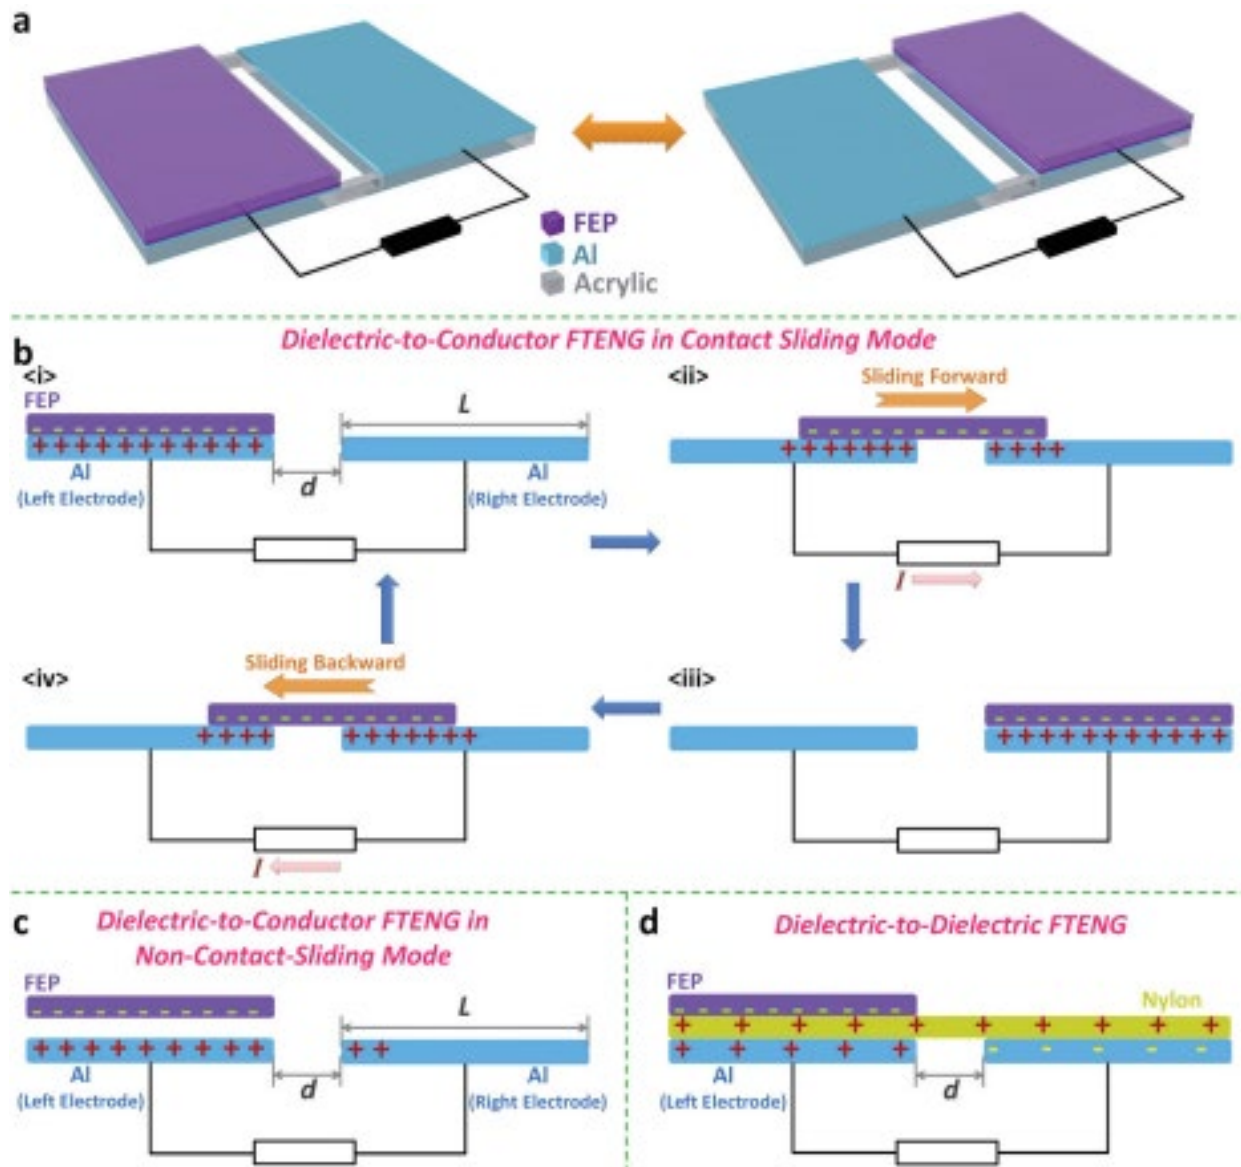 a
FEP
Al
Acrylic
b
Dielectric-to-Conductor FTENG in Contact Sliding Mode
<i>
FEP
L
Al
(Left Electrode)
d
Al
(Right Electrode)
<ii>
Sliding Forward
I
<iv>
Sliding Backward
I
<iii>
c
Dielectric-to-Conductor FTENG in
Non-Contact-Sliding Mode
FEP
L
Al
(Left Electrode)
d
Al
(Right Electrode)
d
Dielectric-to-Dielectric FTENG
FEP
Nylon
Al
(Left Electrode)
d